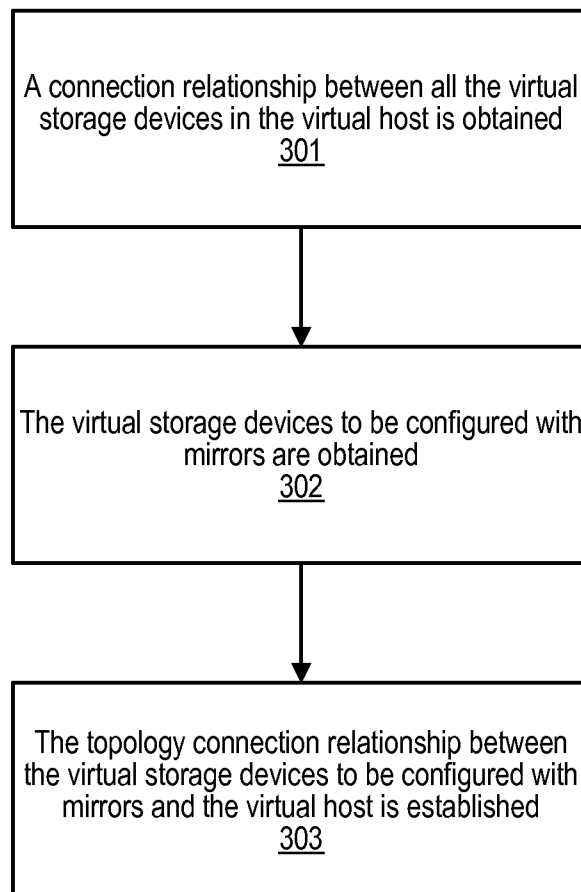 A connection relationship between all the virtual
storage devices in the virtual host is obtained
301
The virtual storage devices to be configured with
mirrors are obtained
302
The topology connection relationship between
the virtual storage devices to be configured with
mirrors and the virtual host is established
303